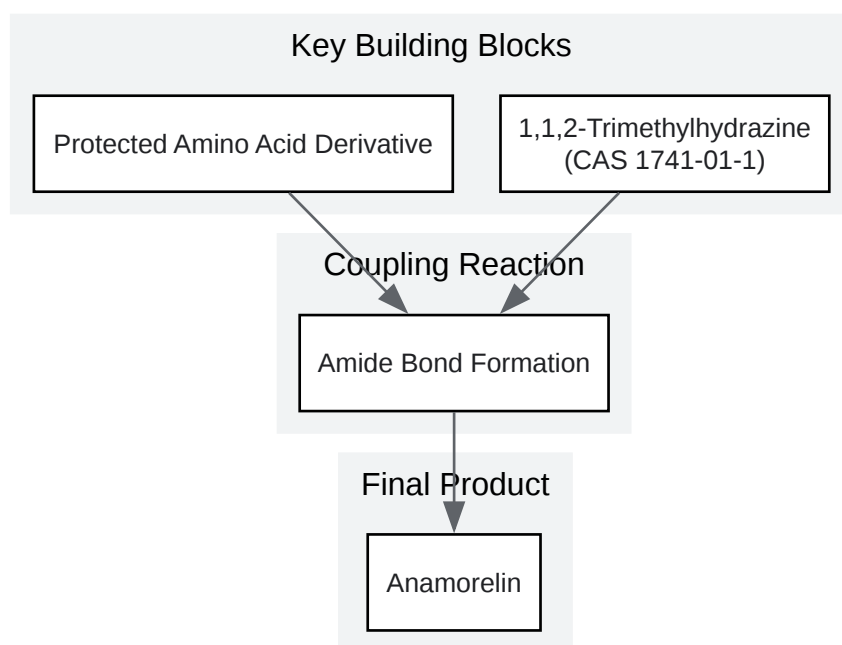 Key Building Blocks
Protected Amino Acid Derivative
1,1,2-Trimethylhydrazine
(CAS 1741-01-1)
Coupling Reaction
Amide Bond Formation
Final Product
Anamorelin